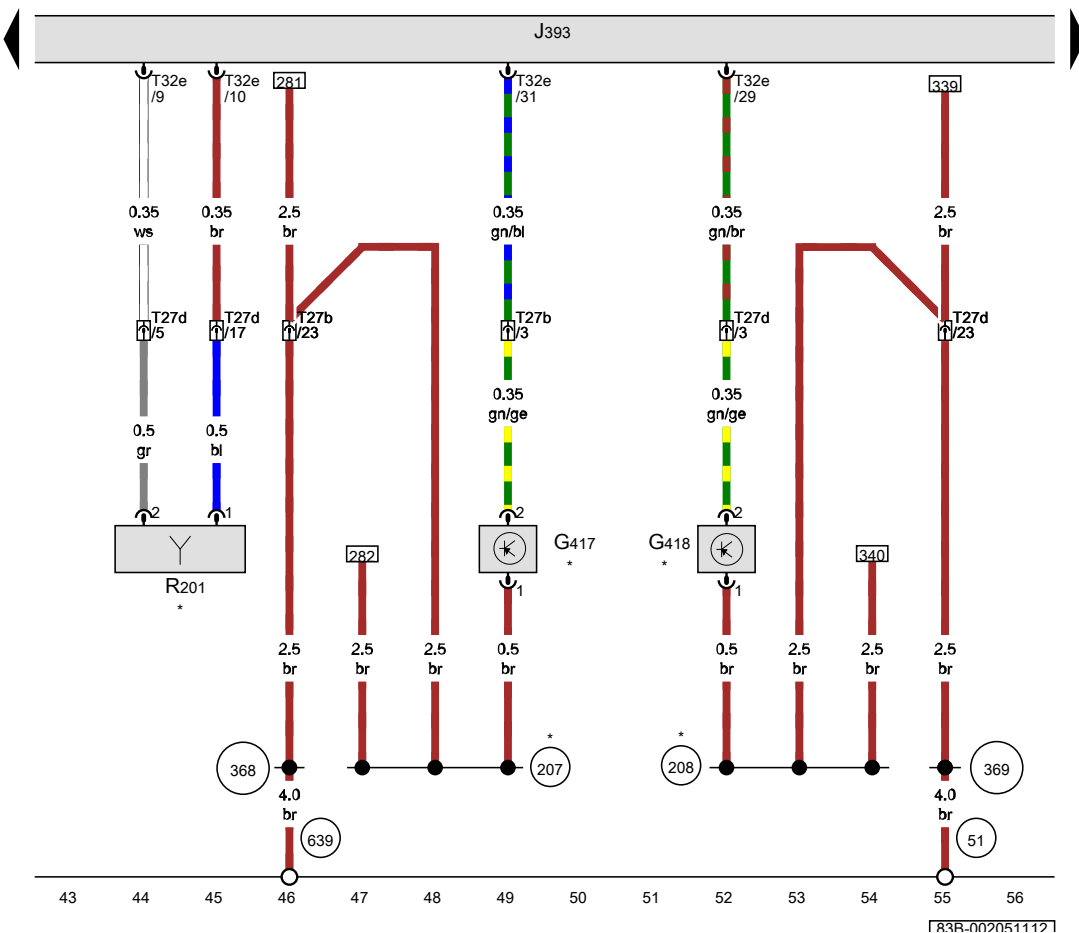 J393
T32e
/9
T32e
/10
281
T32e
/31
T32e
/29
339
0.35
ws
0.35
br
2.5
br
0.35
gn/bl
0.35
gn/br
2.5
br
T27d
/5
T27d
/17
T27b
/23
T27b
/3
T27d
/3
T27d
/23
0.35
gn/ge
0.35
gn/ge
0.5
gr
0.5
bl
2
1
2
2
282
G417
*
G418
*
340
R201
*
1
1
2.5
br
2.5
br
2.5
br
0.5
br
0.5
br
2.5
br
2.5
br
2.5
br
*
*
368
207
208
369
4.0
br
4.0
br
639
51
43 44 45 46 47 48 49 50 51 52 53 54 55 56
83B-002051112